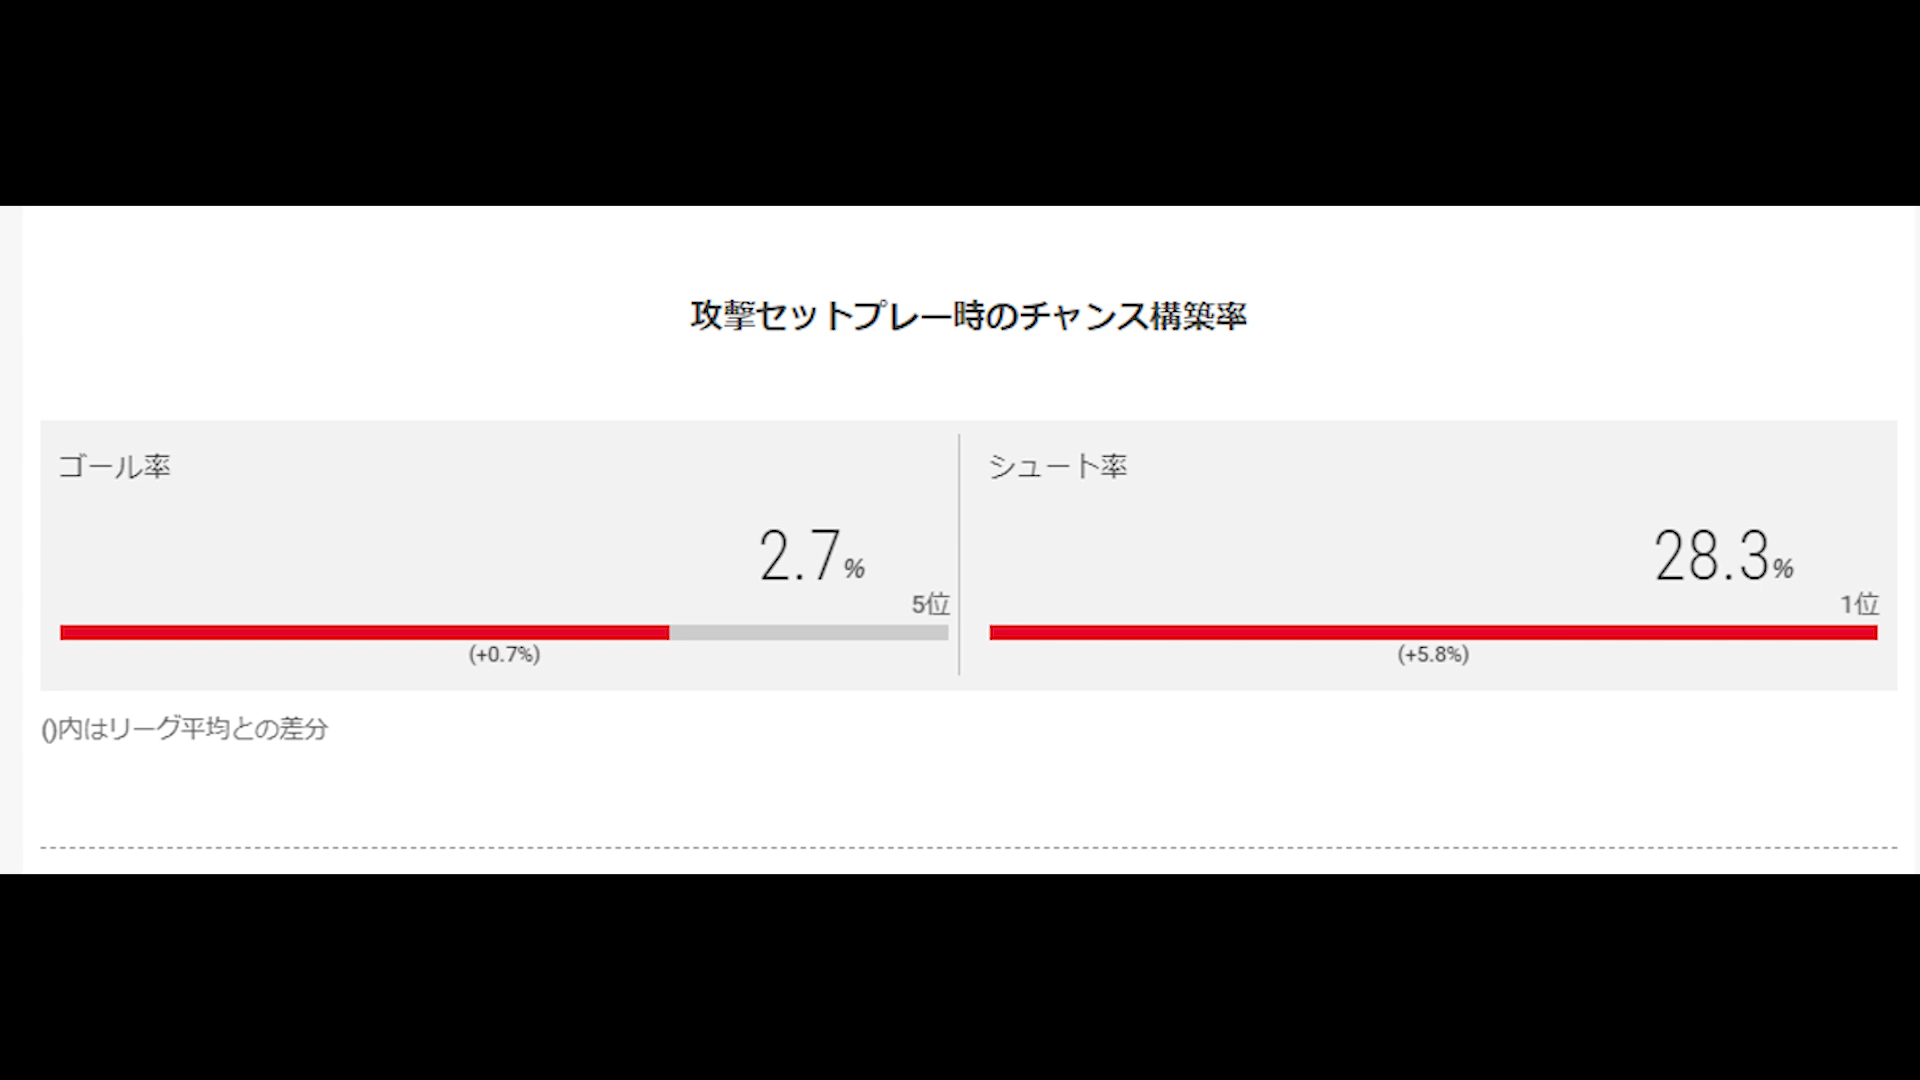 攻撃セットプレー時のチャンス構築率
ゴール率
2.7%
5位
(+0.7%)
シュート率
28.3%
1位
(+5.8%)
()内はリーグ平均との差分